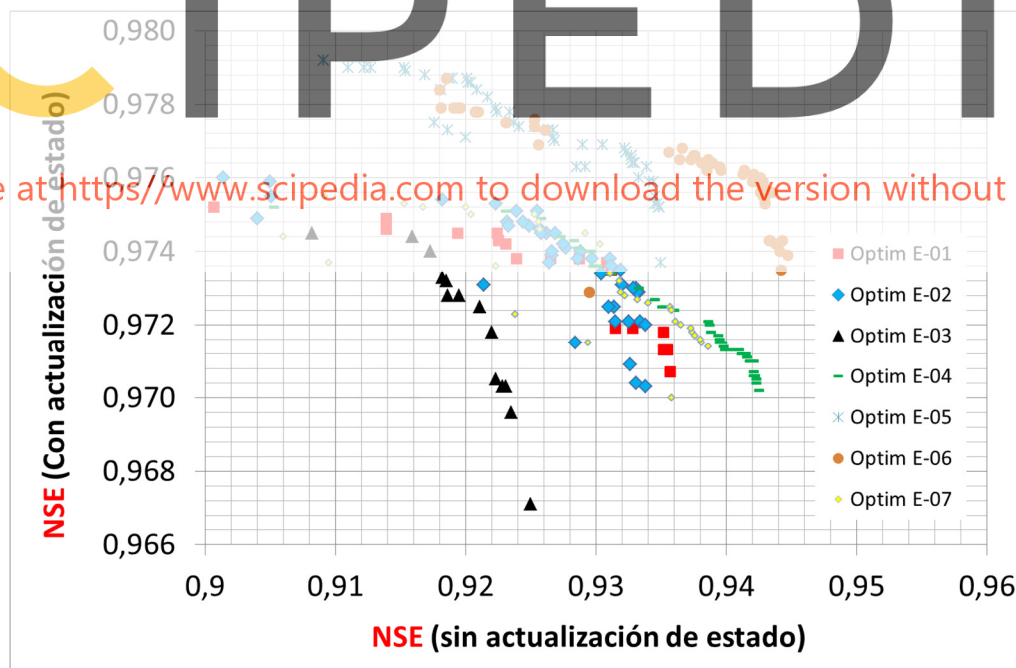 CIPEDI
e at https//www.scipedia.com to download the version without
0,980
0,978
0,976
0,974
0,972
0,970
0,968
0,966
NSE (Con actualización de estado)
Optim E-01
Optim E-02
Optim E-03
Optim E-04
Optim E-05
Optim E-06
Optim E-07
0,9 0,91 0,92 0,93 0,94 0,95 0,96
NSE (sin actualización de estado)